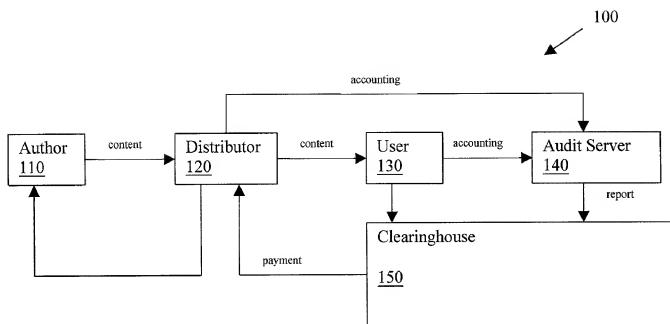 100
accounting
Author
110
content
Distributor
120
content
User
130
accounting
Audit Server
140
report
Clearinghouse
150
payment